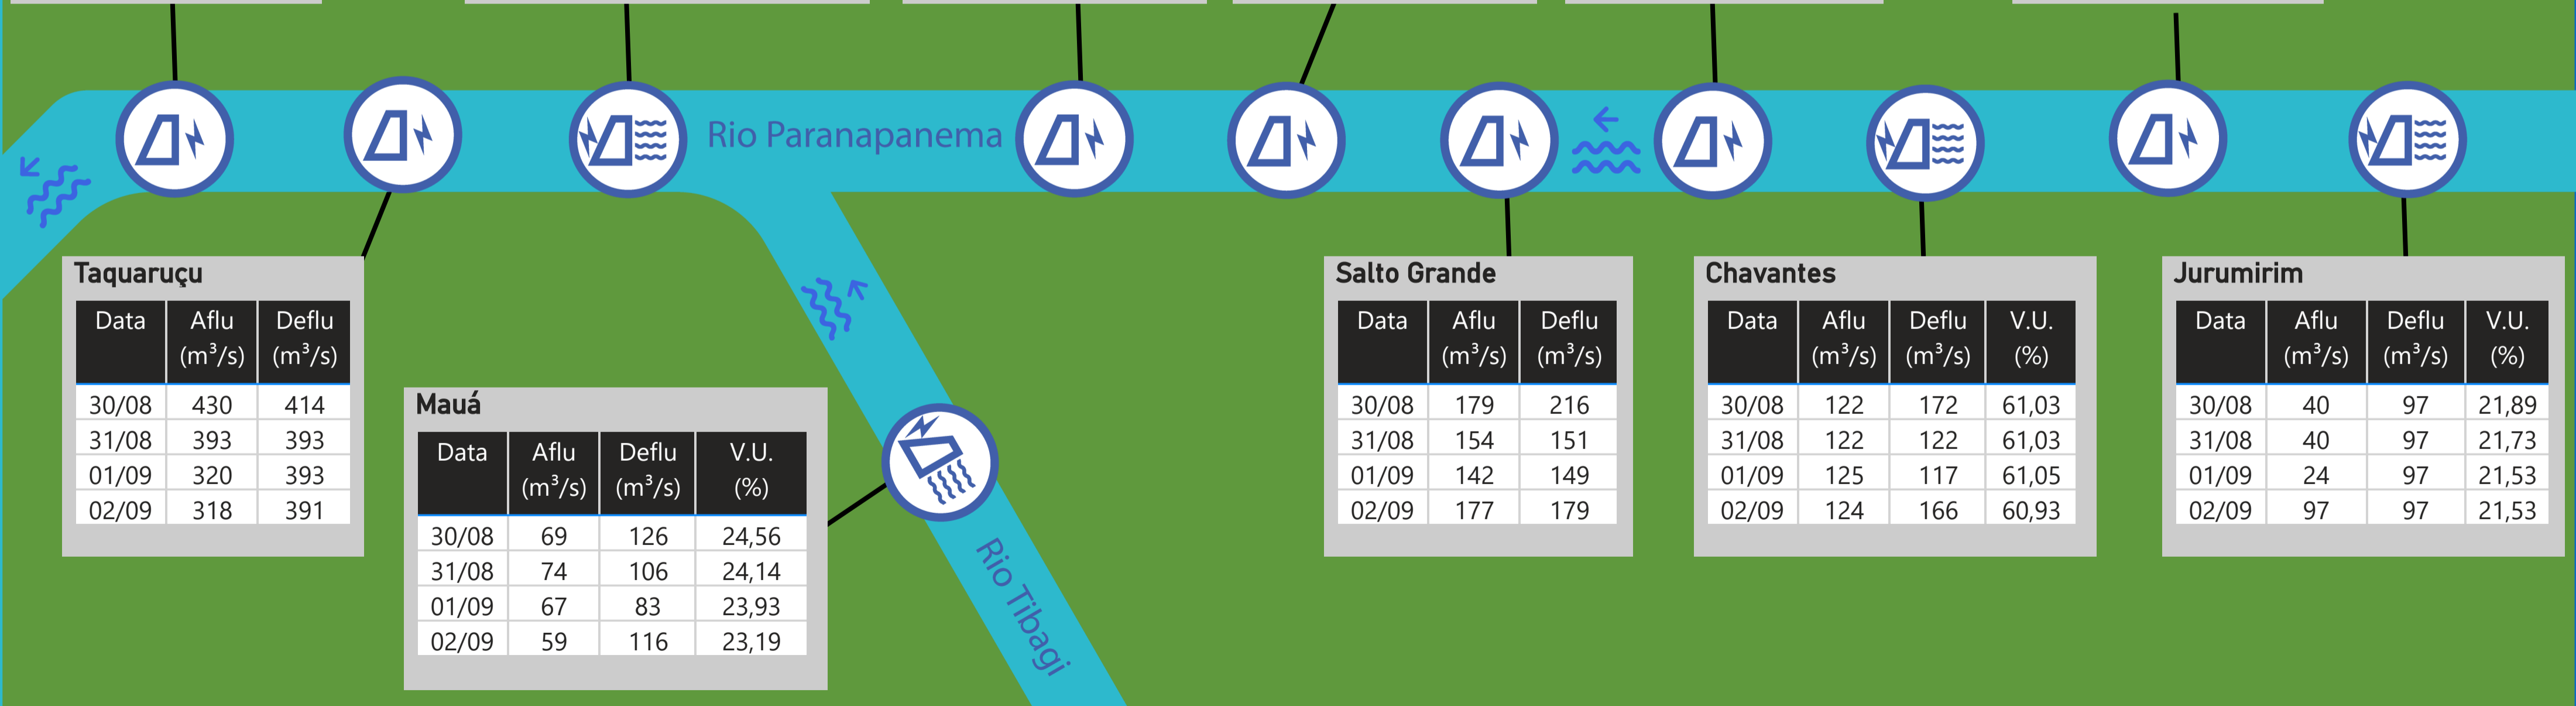 Rio Paranapanema
Taquaruçu
Data Aflu (m³/s) Deflu (m³/s)
30/08 430 414
31/08 393 393
01/09 320 393
02/09 318 391
Mauá
Data Aflu (m³/s) Deflu (m³/s) V.U. (%)
30/08 69 126 24,56
31/08 74 106 24,14
01/09 67 83 23,93
02/09 59 116 23,19
Rio Tibagi
Salto Grande
Data Aflu (m³/s) Deflu (m³/s)
30/08 179 216
31/08 154 151
01/09 142 149
02/09 177 179
Chavantes
Data Aflu (m³/s) Deflu (m³/s) V.U. (%)
30/08 122 172 61,03
31/08 122 122 61,03
01/09 125 117 61,05
02/09 124 166 60,93
Jurumirim
Data Aflu (m³/s) Deflu (m³/s) V.U. (%)
30/08 40 97 21,89
31/08 40 97 21,73
01/09 24 97 21,53
02/09 97 97 21,53